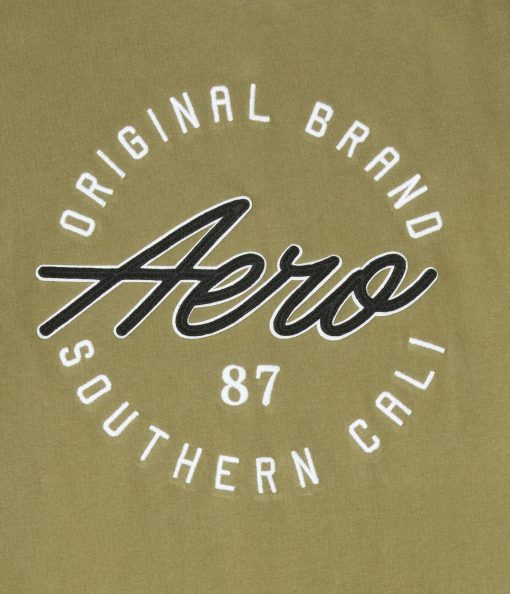 ORIGINAL BRAND
Aero
87
SOUTHERN CALI